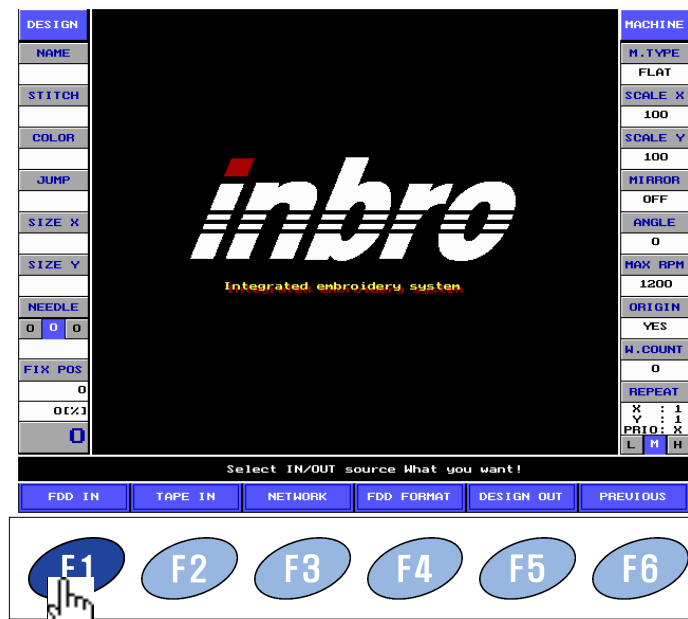 DESIGN
NAME
STITCH
COLOR
JUMP
SIZE X
SIZE Y
NEEDLE
0 0 0
FIX POS
0
0[%]
0
inbro
Integrated embroidery system
MACHINE
M.TYPE
FLAT
SCALE X
100
SCALE Y
100
MIRROR
OFF
ANGLE
0
MAX RPM
1200
ORIGIN
YES
W.COUNT
0
REPEAT
X : 1
Y : 1
PRIO: X
L M H
Select IN/OUT source What you want!
FDD IN TAPE IN NETWORK FDD FORMAT DESIGN OUT PREVIOUS
F1 F2 F3 F4 F5 F6